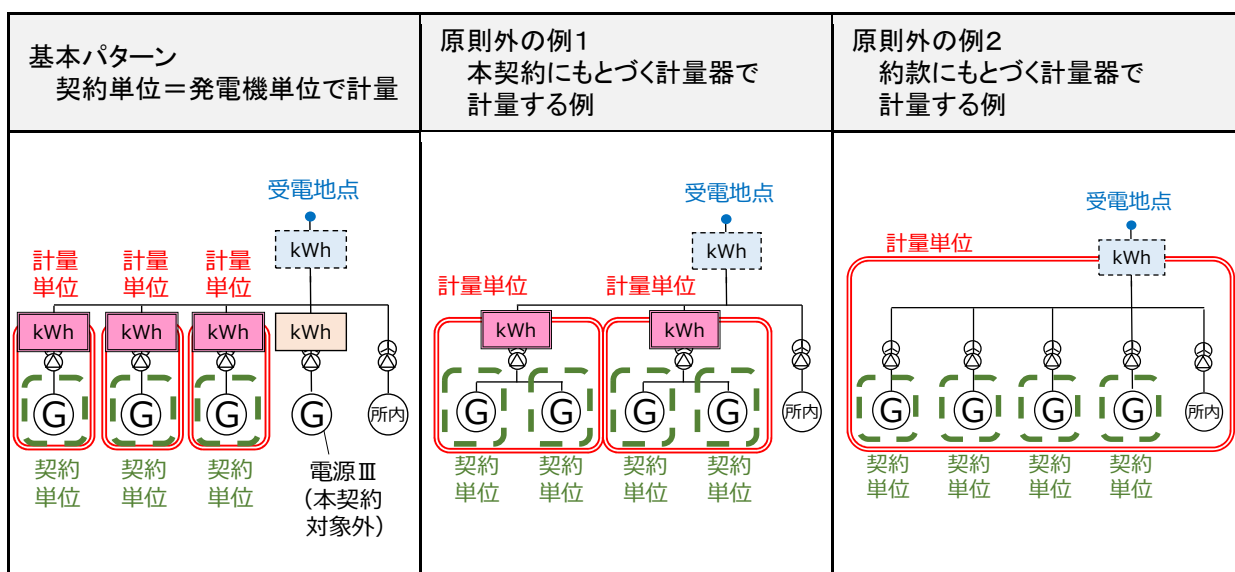 基本パターン
契約単位＝発電機単位で計量
原則外の例１
本契約にもとづく計量器で
計量する例
原則外の例２
約款にもとづく計量器で
計量する例
受電地点
kWh
計量
単位
計量
単位
計量
単位
kWh
kWh
kWh
kWh
G
G
G
G
所内
契約
単位
契約
単位
契約
単位
電源Ⅲ
(本契約
対象外)
受電地点
kWh
計量単位
計量単位
kWh
kWh
G
G
G
G
所内
契約
単位
契約
単位
契約
単位
契約
単位
受電地点
計量単位
kWh
G
G
G
G
所内
契約
単位
契約
単位
契約
単位
契約
単位